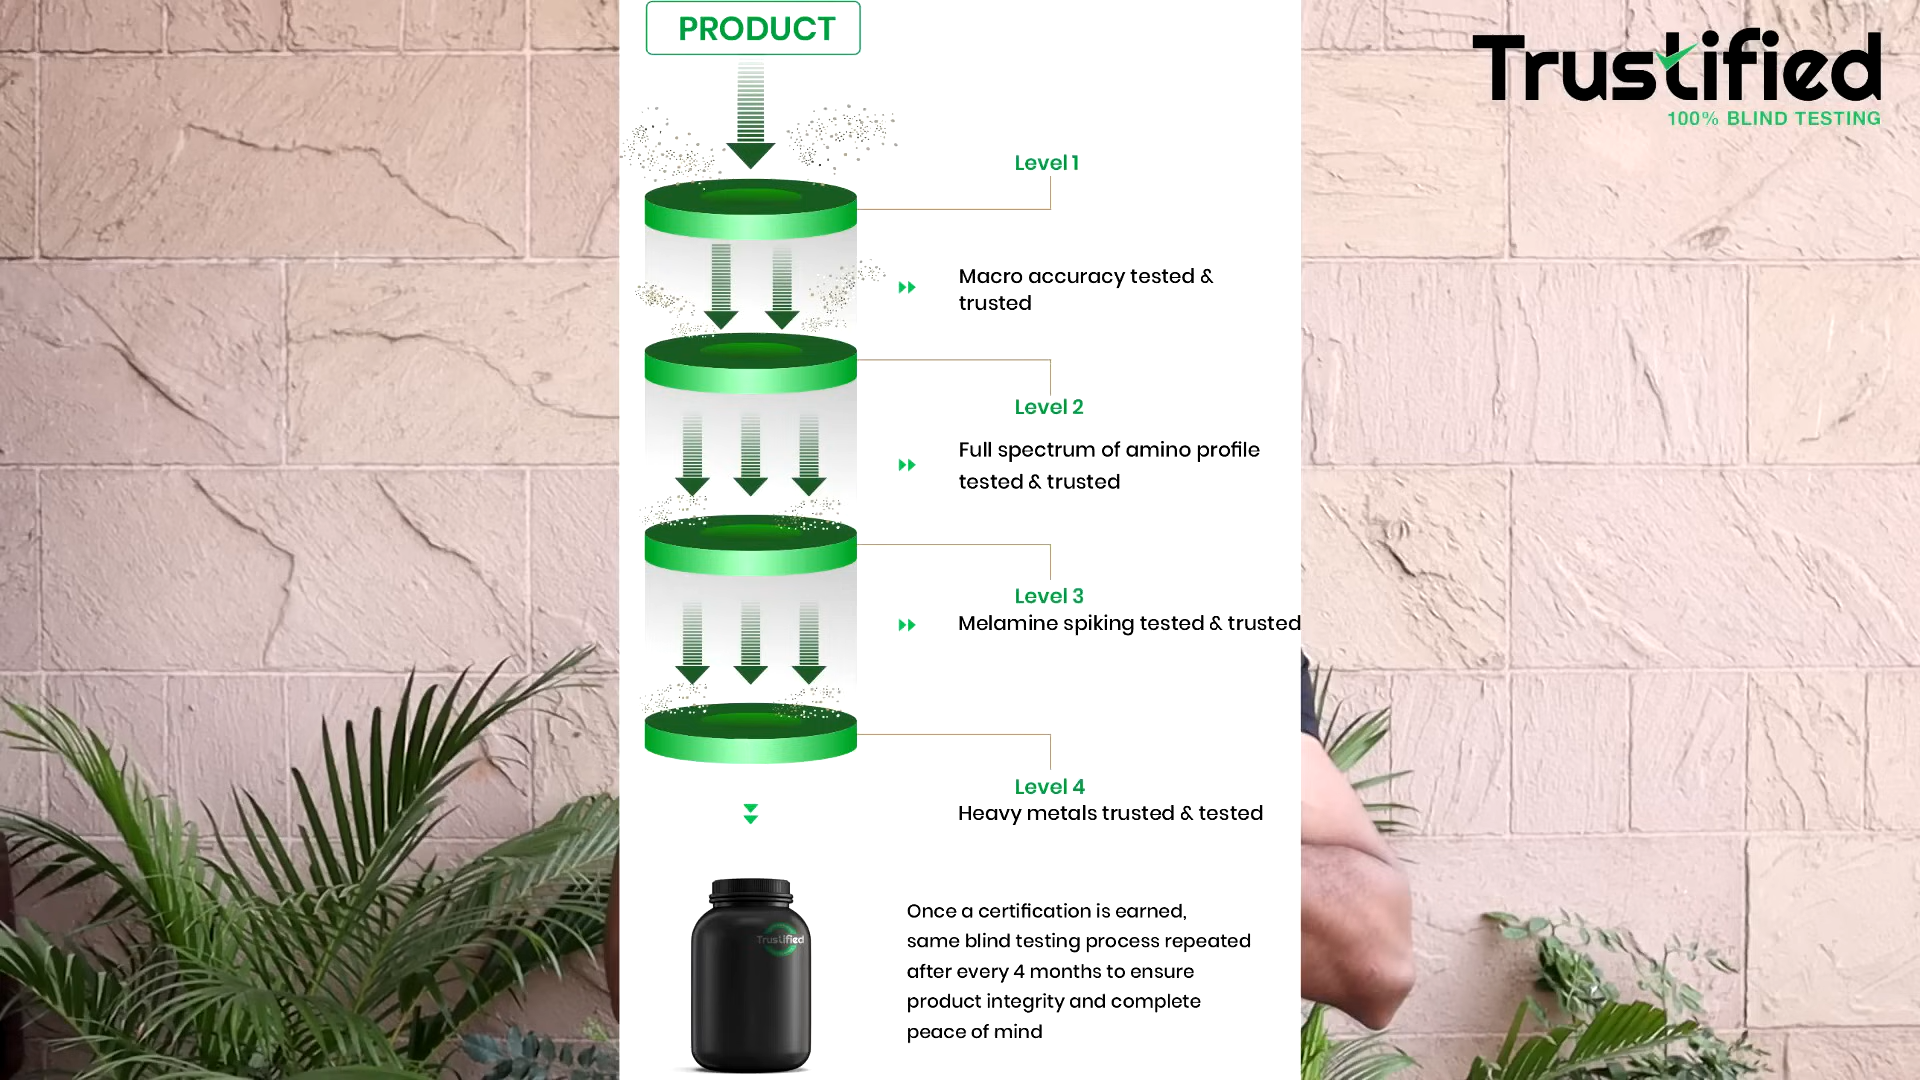 PRODUCT
Trustified
100% BLIND TESTING
Level 1
Macro accuracy tested &
trusted
Level 2
Full spectrum of amino profile
tested & trusted
Level 3
Melamine spiking tested & trusted
Level 4
Heavy metals trusted & tested
Trustified
Once a certification is earned,
same blind testing process repeated
after every 4 months to ensure
product integrity and complete
peace of mind